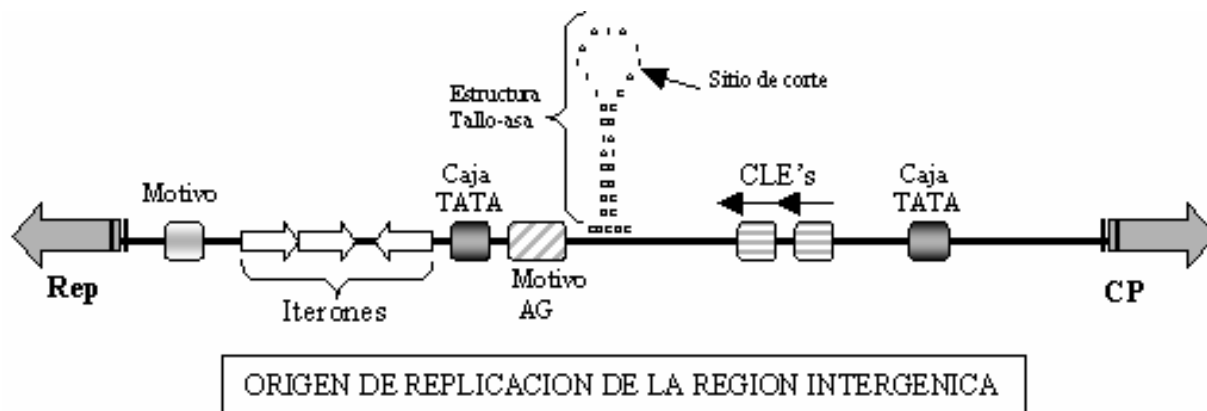 Estructura
Tallo-asa
Sitio de corte
Motivo
Caja
TATA
CLE's
Caja
TATA
Rep
Iterones
Motivo
AG
CP
ORIGEN DE REPLICACION DE LA REGION INTERGENICA